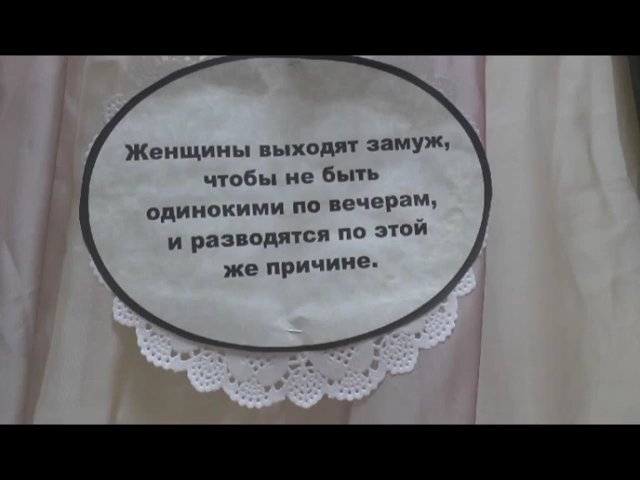 Женщины выходят замуж,
чтобы не быть
одинокими по вечерам,
и разводятся по этой
же причине.